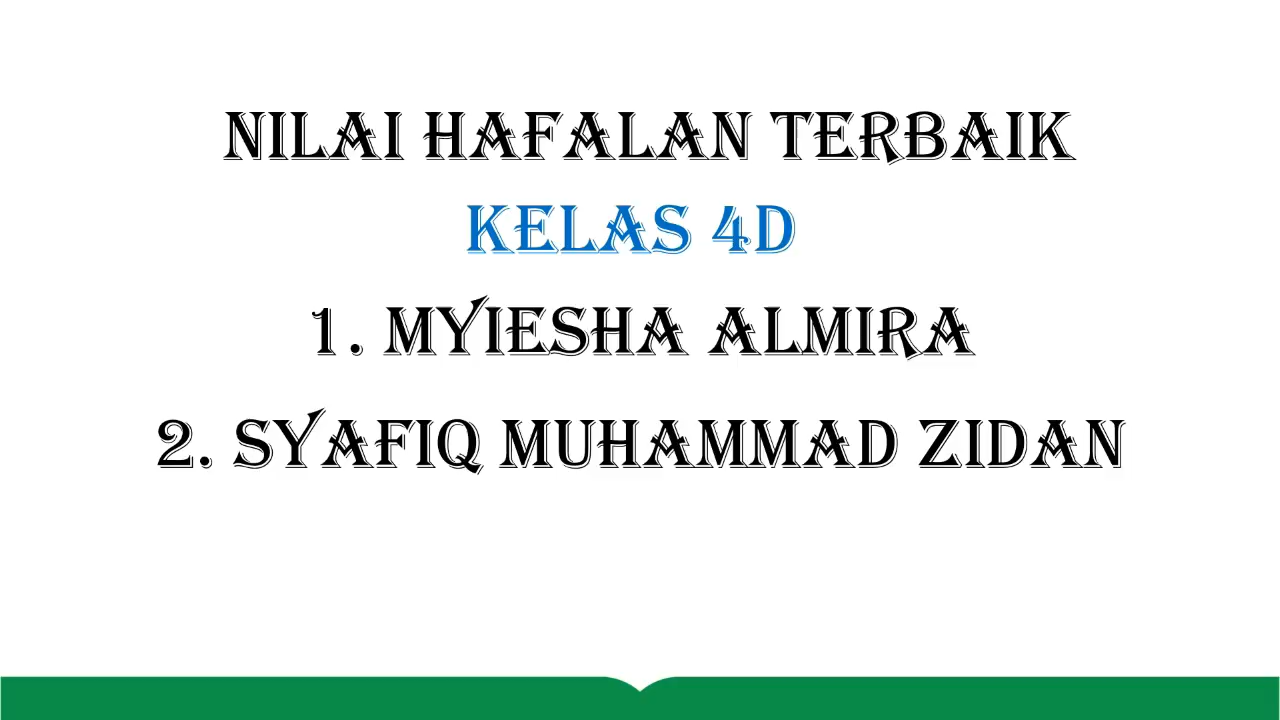 NILAI HAFALAN TERBAIK
KELAS 4D
1. MYIESHA ALMIRA
2. SYAFIQ MUHAMMAD ZIDAN